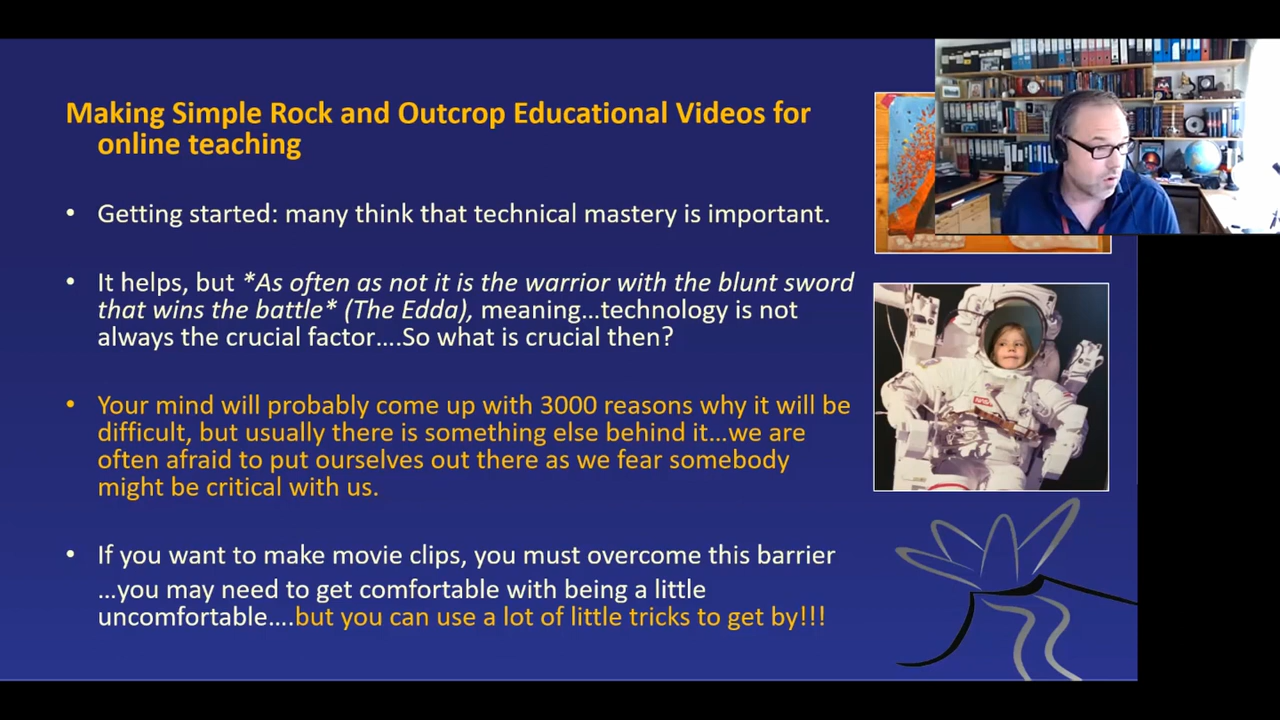 Making Simple Rock and Outcrop Educational Videos for
online teaching
• Getting started: many think that technical mastery is important.
• It helps, but *As often as not it is the warrior with the blunt sword
that wins the battle* (The Edda), meaning…technology is not
always the crucial factor….So what is crucial then?
• Your mind will probably come up with 3000 reasons why it will be
difficult, but usually there is something else behind it…we are
often afraid to put ourselves out there as we fear somebody
might be critical with us.
• If you want to make movie clips, you must overcome this barrier
…you may need to get comfortable with being a little
uncomfortable….but you can use a lot of little tricks to get by!!!